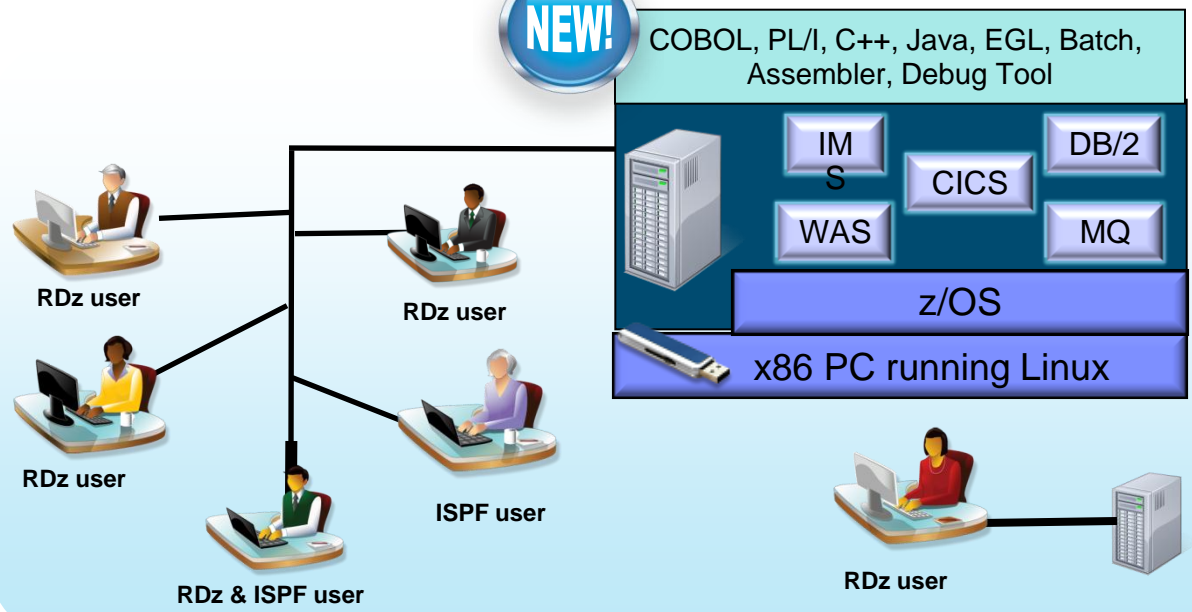 NEW!
COBOL, PL/I, C++, Java, EGL, Batch,
Assembler, Debug Tool
IM
S
DB/2
CICS
WAS
MQ
z/OS
x86 PC running Linux
RDz user
RDz user
RDz user
ISPF user
RDz & ISPF user
RDz user